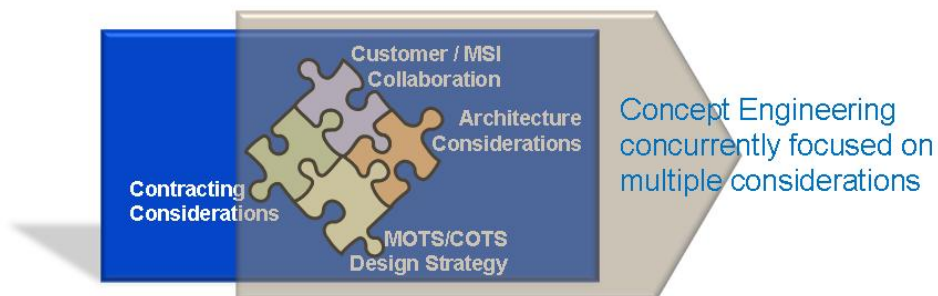 Customer / MSI
Collaboration
Architecture
Considerations
Contracting
Considerations
MOTS/COTS
Design Strategy
Concept Engineering
concurrently focused on
multiple considerations